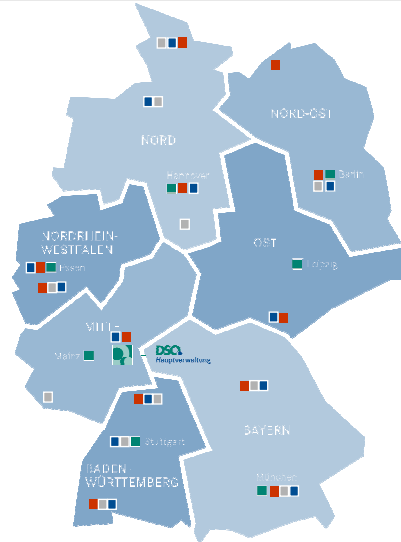 NORD-OST
NORD
Hannover
Berlin
NORDRHEIN-
WESTFALEN
Essen
OST
Leipzig
MITTE
Mainz
DSO
Hauptverwaltung
Stuttgart
BAYERN
BADEN
WÜRTTEMBERG
München